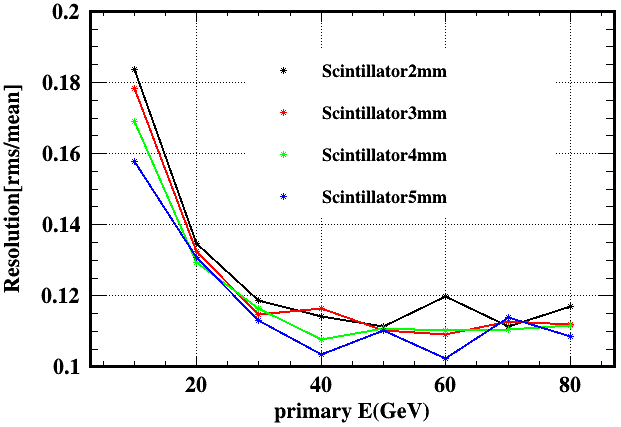 0.2
0.18
0.16
0.14
0.12
0.1
Resolution[rms/mean]
Scintillator2mm
Scintillator3mm
Scintillator4mm
Scintillator5mm
20 40 60 80
primary E(GeV)